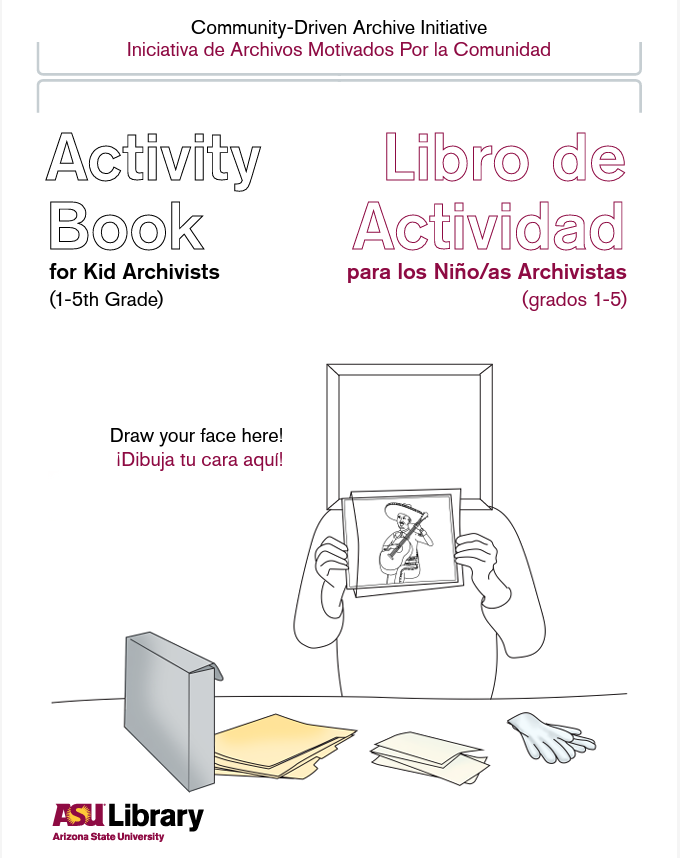 Community-Driven Archive Initiative
Iniciativa de Archivos Motivados Por la Comunidad
Activity
Book
for Kid Archivists
(1-5th Grade)
Libro de
Actividad
para los Niño/as Archivistas
(grados 1-5)
Draw your face here!
¡Dibuja tu cara aquí!
ASU Library
Arizona State University